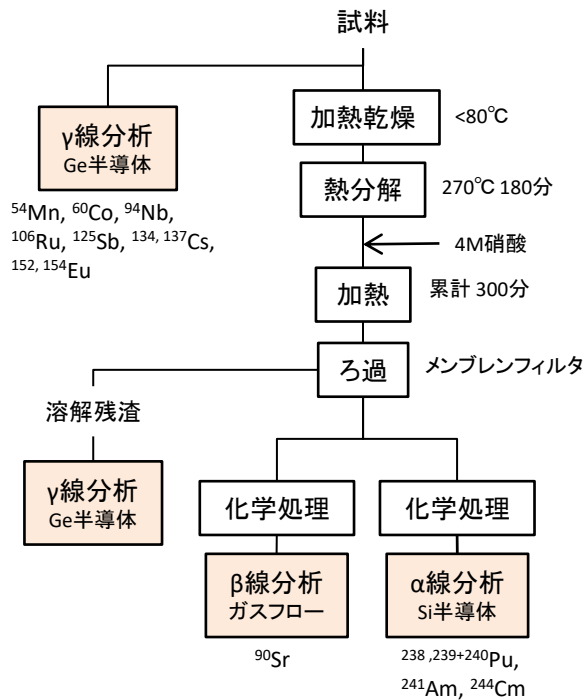 試料
γ線分析
Ge半導体
⁵⁴Mn, ⁶⁰Co, ⁹⁴Nb,
¹⁰⁶Ru, ¹²⁵Sb, ¹³⁴, ¹³⁷Cs,
¹⁵², ¹⁵⁴Eu
加熱乾燥
<80℃
熱分解
270℃ 180分
4M硝酸
加熱
累計 300分
ろ過
メンブレンフィルタ
溶解残渣
γ線分析
Ge半導体
化学処理
化学処理
β線分析
ガスフロー
α線分析
Si半導体
⁹⁰Sr
²³⁸ ,²³⁹⁺²⁴⁰Pu,
²⁴¹Am, ²⁴⁴Cm